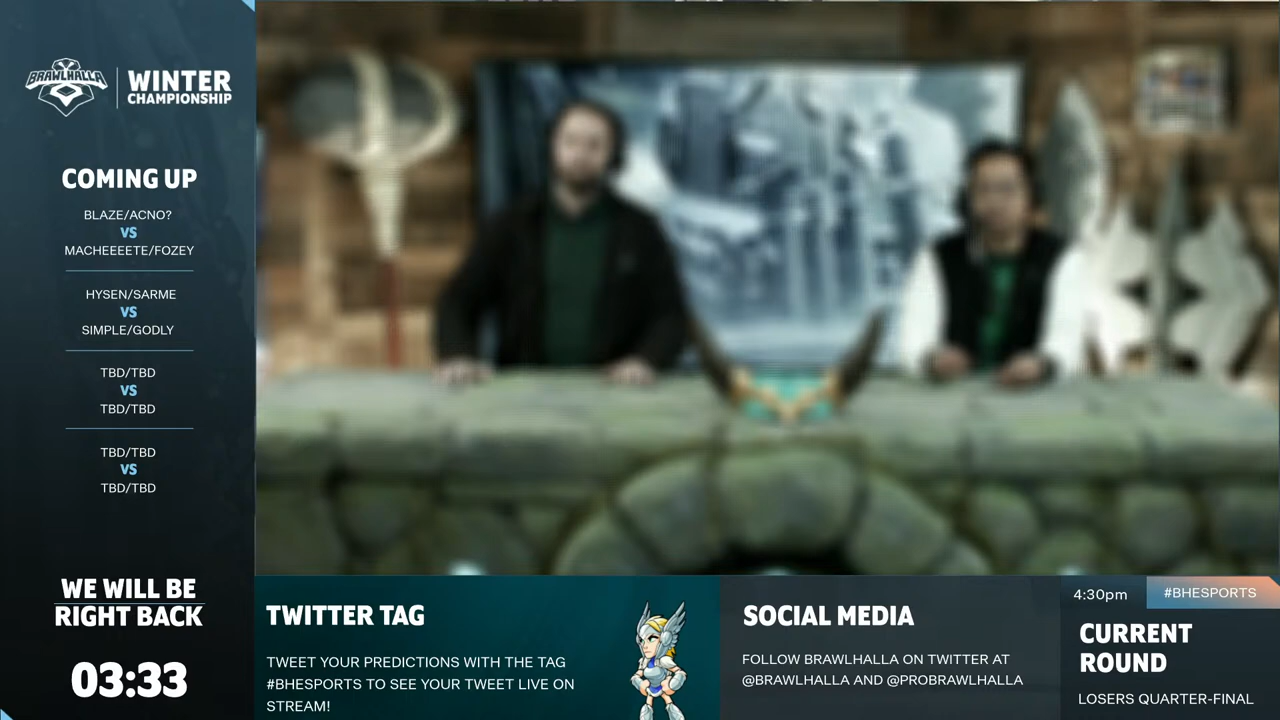 BRAWLHALLA
WINTER
CHAMPIONSHIP
COMING UP
BLAZE/ACNO?
VS
MACHEEEETE/FOZEY
HYSEN/SARME
VS
SIMPLE/GODLY
TBD/TBD
VS
TBD/TBD
TBD/TBD
VS
TBD/TBD
WE WILL BE
RIGHT BACK
03:33
TWITTER TAG
TWEET YOUR PREDICTIONS WITH THE TAG
#BHESPORTS TO SEE YOUR TWEET LIVE ON
STREAM!
SOCIAL MEDIA
FOLLOW BRAWLHALLA ON TWITTER AT
@BRAWLHALLA AND @PROBRAWLHALLA
4:30pm
#BHESPORTS
CURRENT
ROUND
LOSERS QUARTER-FINAL